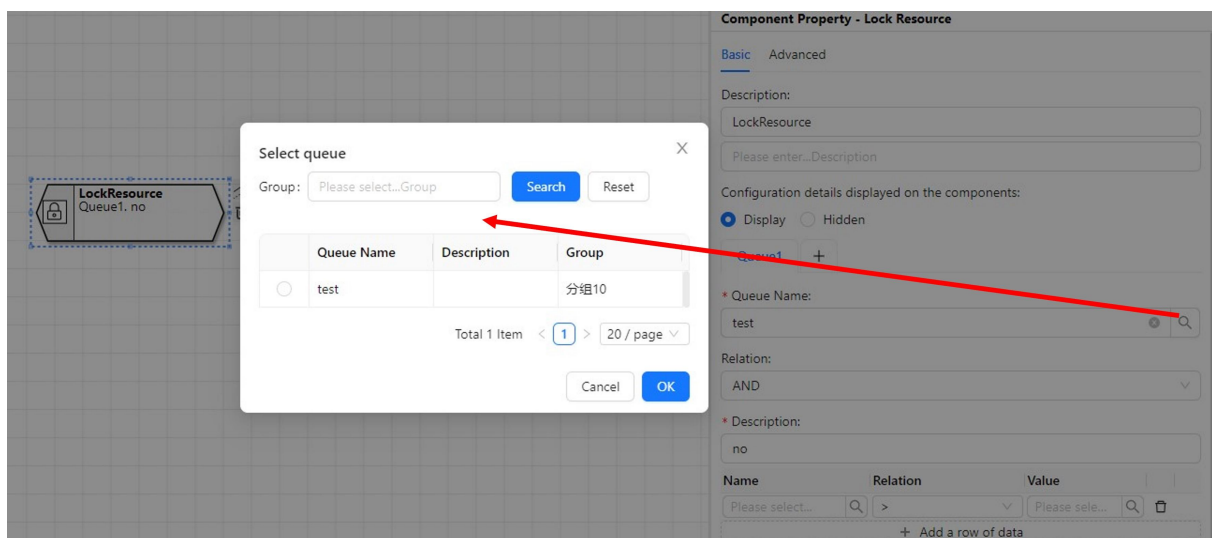 Component Property - Lock Resource
Basic Advanced
Description:
LockResource
Please enter...Description
Configuration details displayed on the components:
Display Hidden
Queue1 +
* Queue Name:
test
Relation:
AND
* Description:
no
Name Relation Value
Please select... > Please sele...
+ Add a row of data
LockResource
Queue1. no
Select queue
Group: Please select...Group Search Reset
Queue Name Description Group
test 分组10
Total 1 Item < 1 > 20 / page
Cancel OK